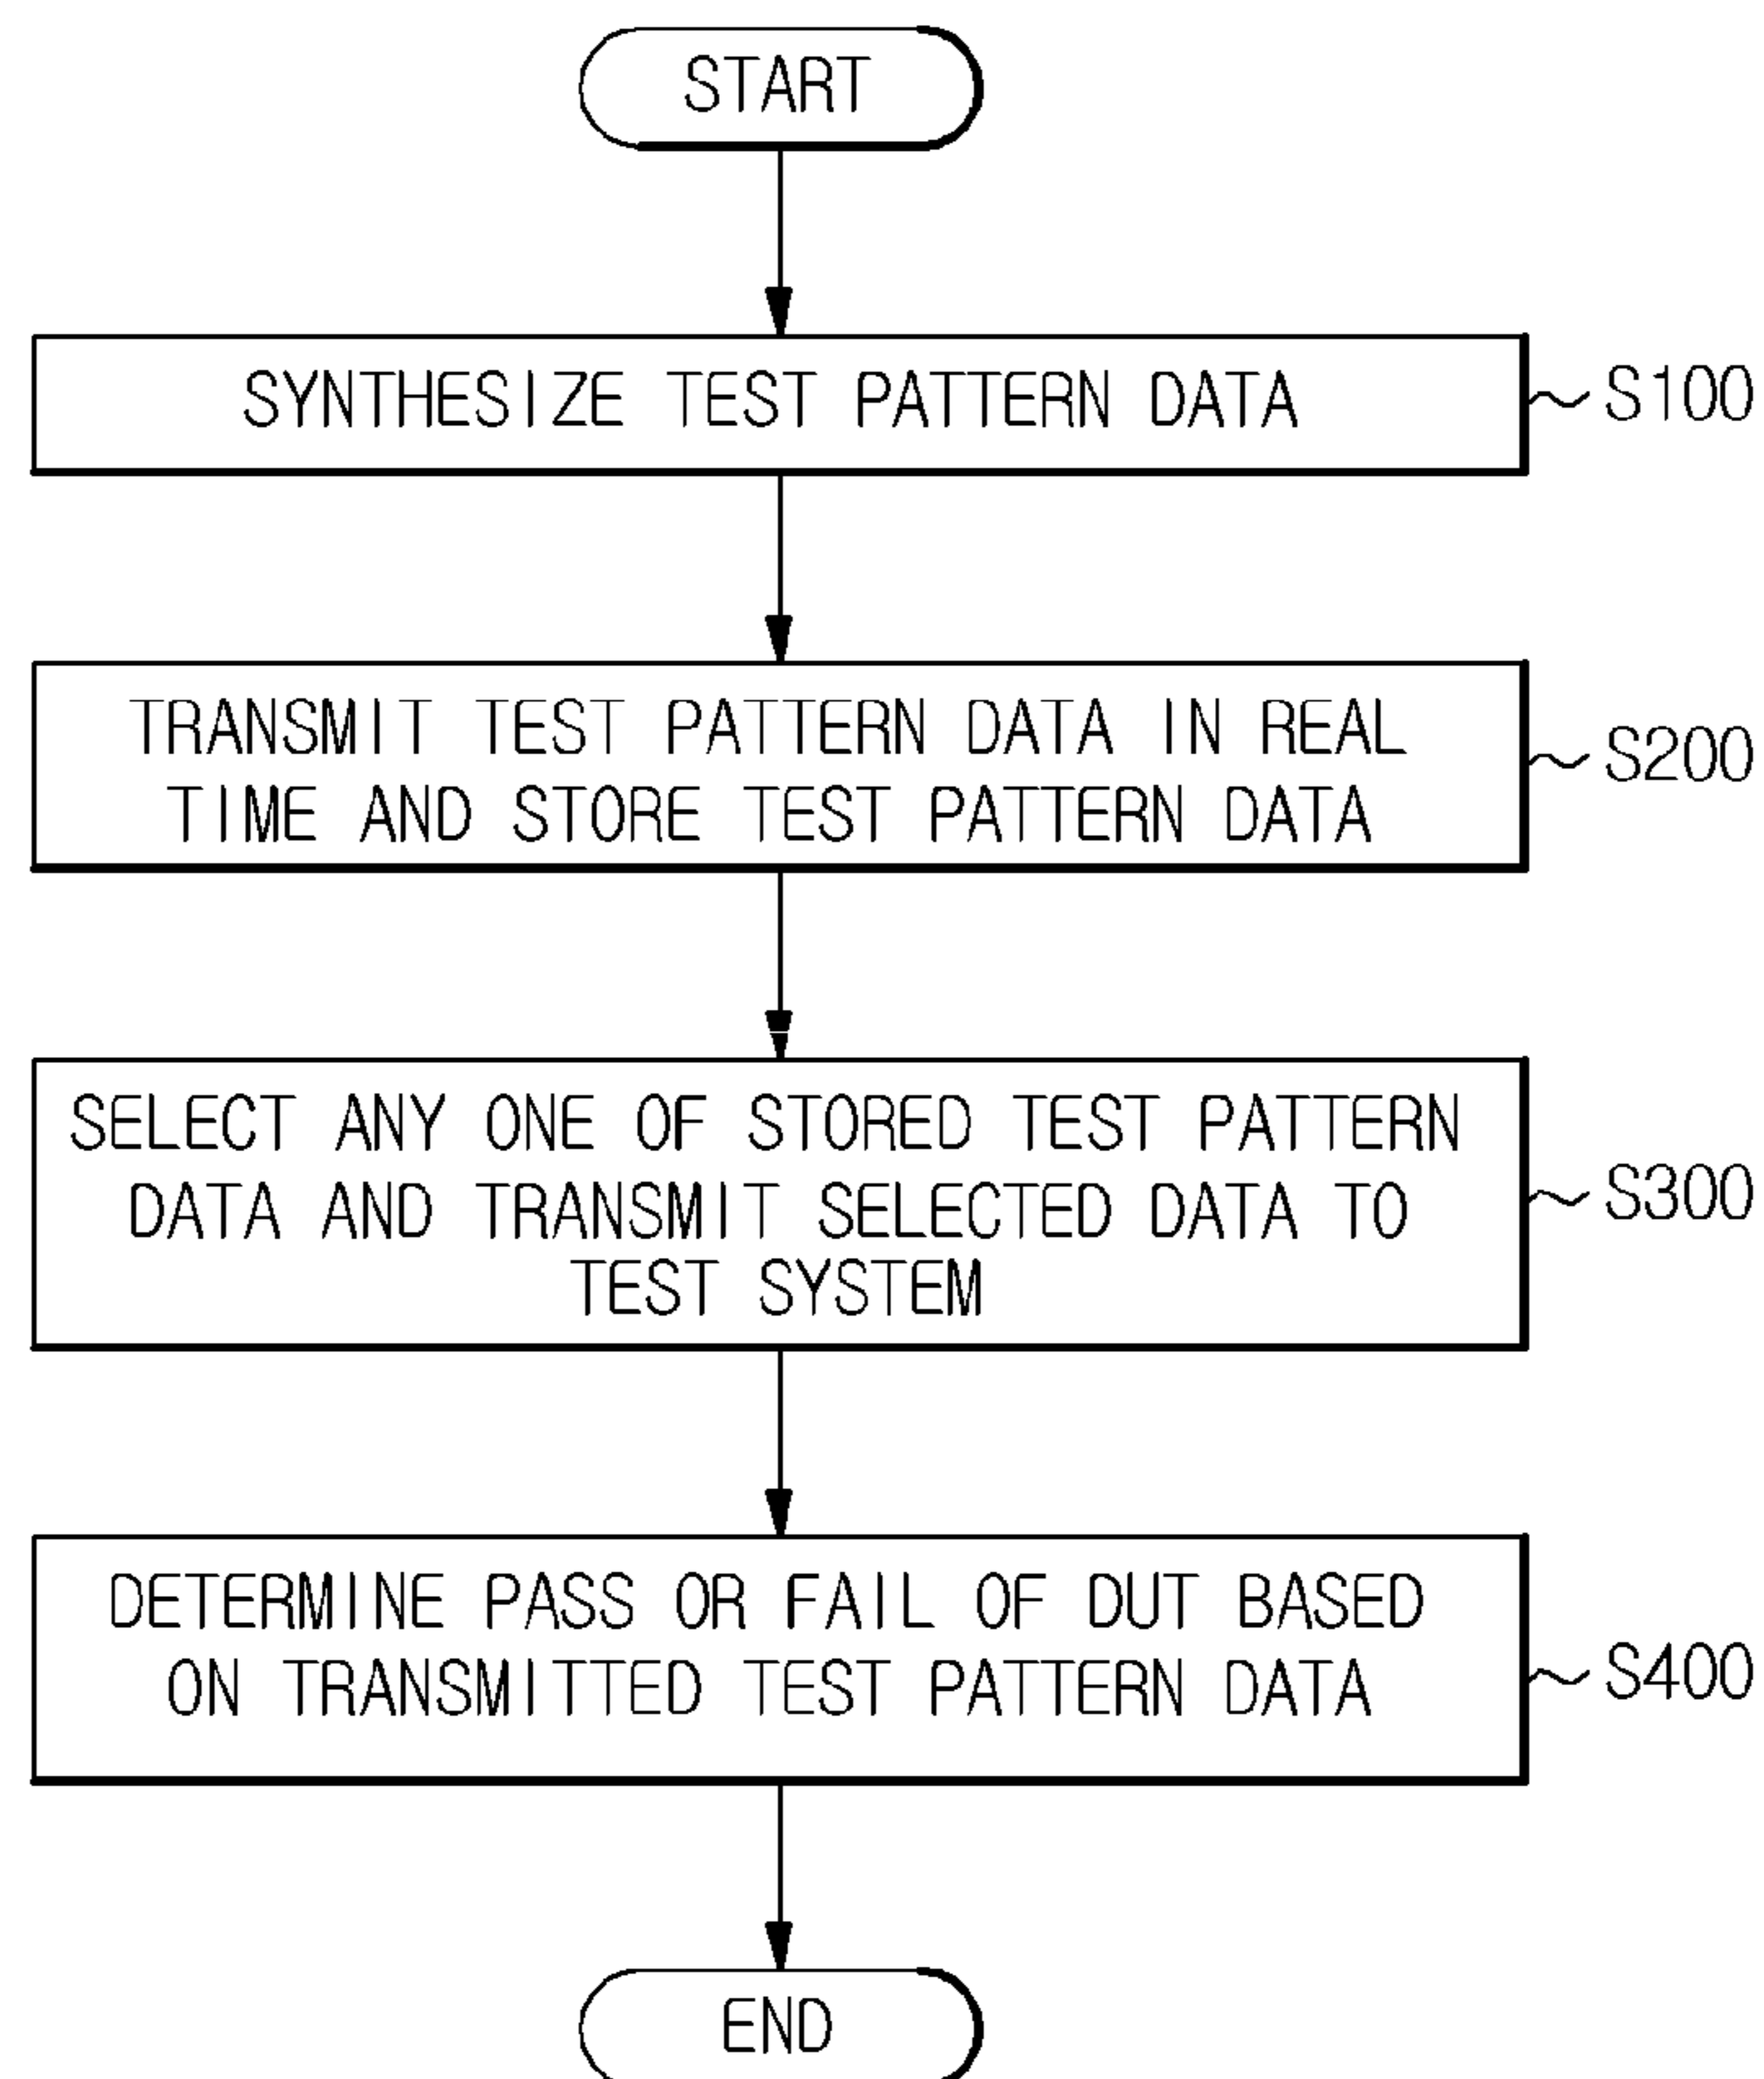 START
SYNTHESIZE TEST PATTERN DATA
S100
TRANSMIT TEST PATTERN DATA IN REAL
TIME AND STORE TEST PATTERN DATA
S200
SELECT ANY ONE OF STORED TEST PATTERN
DATA AND TRANSMIT SELECTED DATA TO
TEST SYSTEM
S300
DETERMINE PASS OR FAIL OF DUT BASED
ON TRANSMITTED TEST PATTERN DATA
S400
END